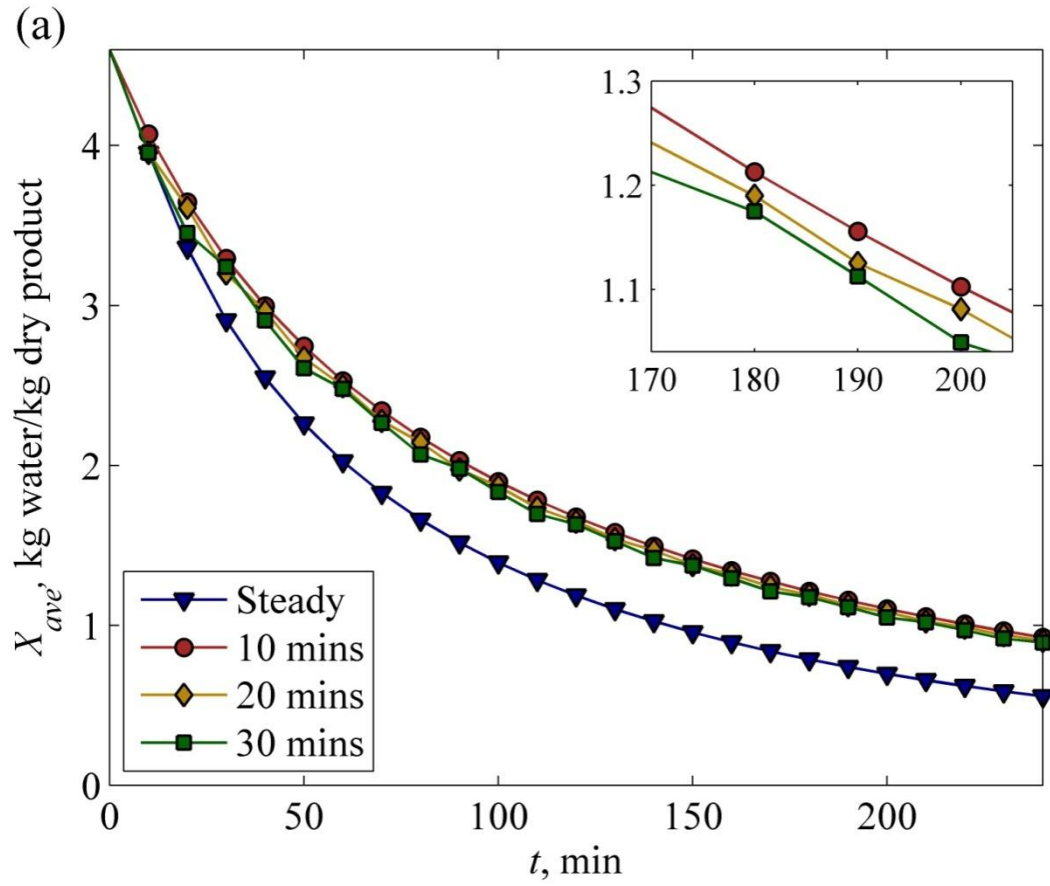 (a)
X_ave, kg water/kg dry product
4
3
2
1
0
0 50 100 150 200
t, min
Steady
10 mins
20 mins
30 mins
1.3
1.2
1.1
170 180 190 200